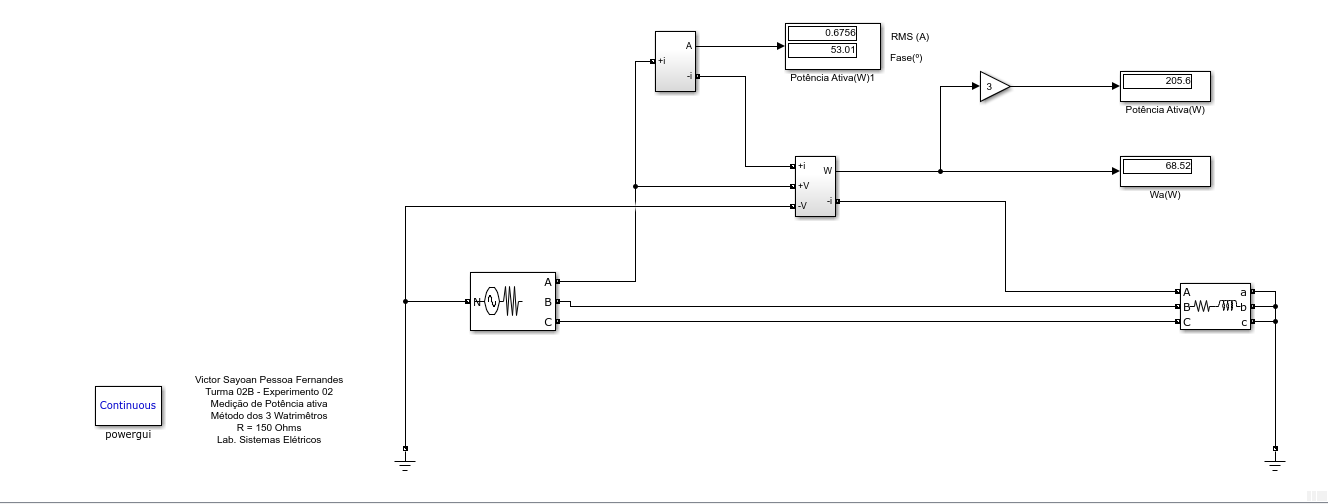 A
+i
-i
0.6756
53.01
RMS (A)
Fase(º)
Potência Ativa(W)1
3
205.6
Potência Ativa(W)
+i
+V
-V
W
-i
68.52
Wa(W)
N
A
B
C
A
B
C
a
b
c
Continuous
powergui
Victor Sayoan Pessoa Fernandes
Turma 02B - Experimento 02
Medição de Potência ativa
Método dos 3 Watrimêtros
R = 150 Ohms
Lab. Sistemas Elétricos